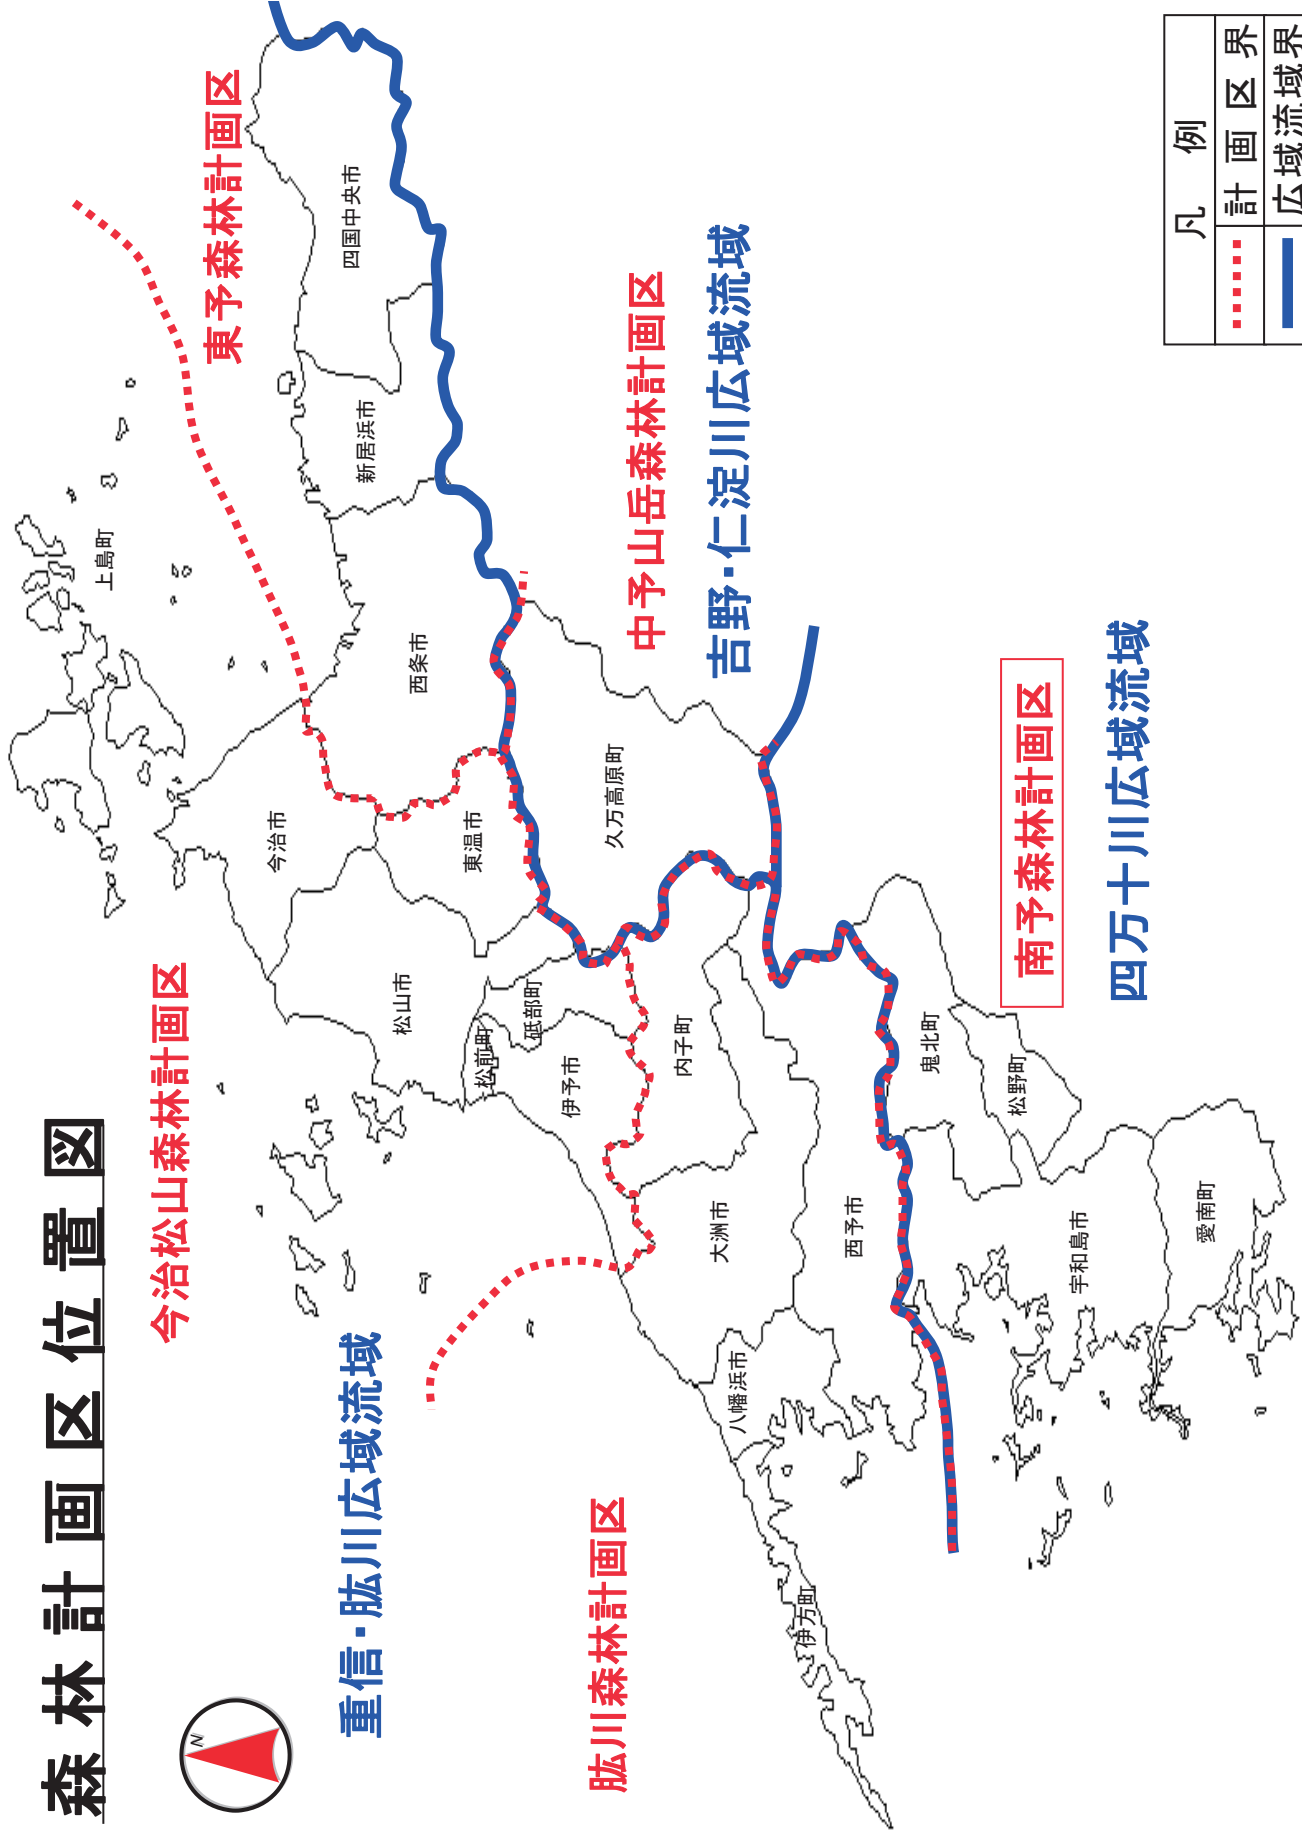 森林計画区位置図
N
今治松山森林計画区
東予森林計画区
重信・肱川広域流域
肱川森林計画区
中予山岳森林計画区
吉野・仁淀川広域流域
南予森林計画区
四万十川広域流域
上島町
今治市
松山市
東温市
西条市
新居浜市
四国中央市
松前町
砥部町
伊予市
久万高原町
内子町
大洲市
八幡浜市
伊方町
西予市
鬼北町
松野町
宇和島市
愛南町
凡例
計画区界
広域流域界